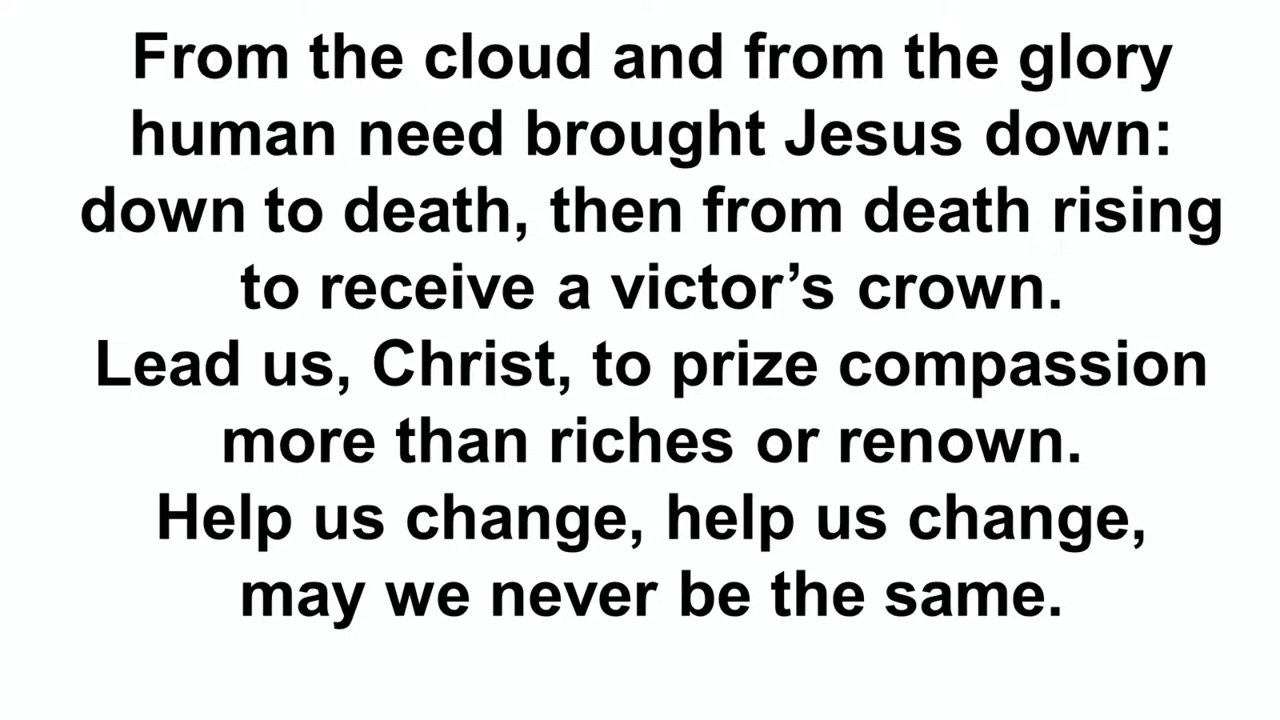 From the cloud and from the glory
human need brought Jesus down:
down to death, then from death rising
to receive a victor’s crown.
Lead us, Christ, to prize compassion
more than riches or renown.
Help us change, help us change,
may we never be the same.